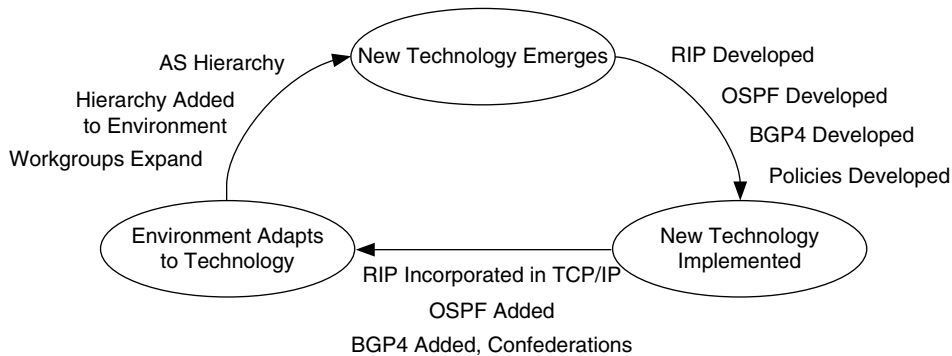 New Technology Emerges
RIP Developed
OSPF Developed
BGP4 Developed
Policies Developed
New Technology
Implemented
RIP Incorporated in TCP/IP
OSPF Added
BGP4 Added, Confederations
Environment Adapts
to Technology
AS Hierarchy
Hierarchy Added
to Environment
Workgroups Expand